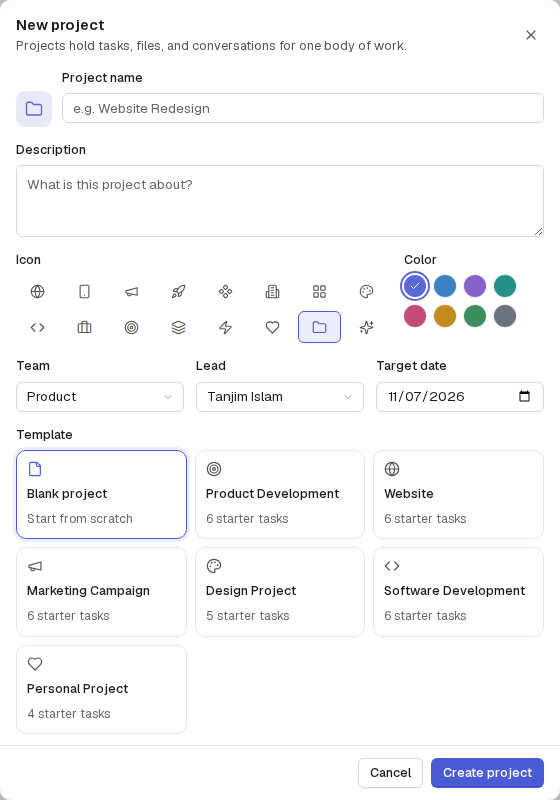 New project
Projects hold tasks, files, and conversations for one body of work.
Project name
e.g. Website Redesign
Description
What is this project about?
Icon
Color
Team
Lead
Target date
Product
Tanjim Islam
11/07/2026
Template
Blank project
Start from scratch
Product Development
6 starter tasks
Website
6 starter tasks
Marketing Campaign
6 starter tasks
Design Project
5 starter tasks
Software Development
6 starter tasks
Personal Project
4 starter tasks
Cancel
Create project